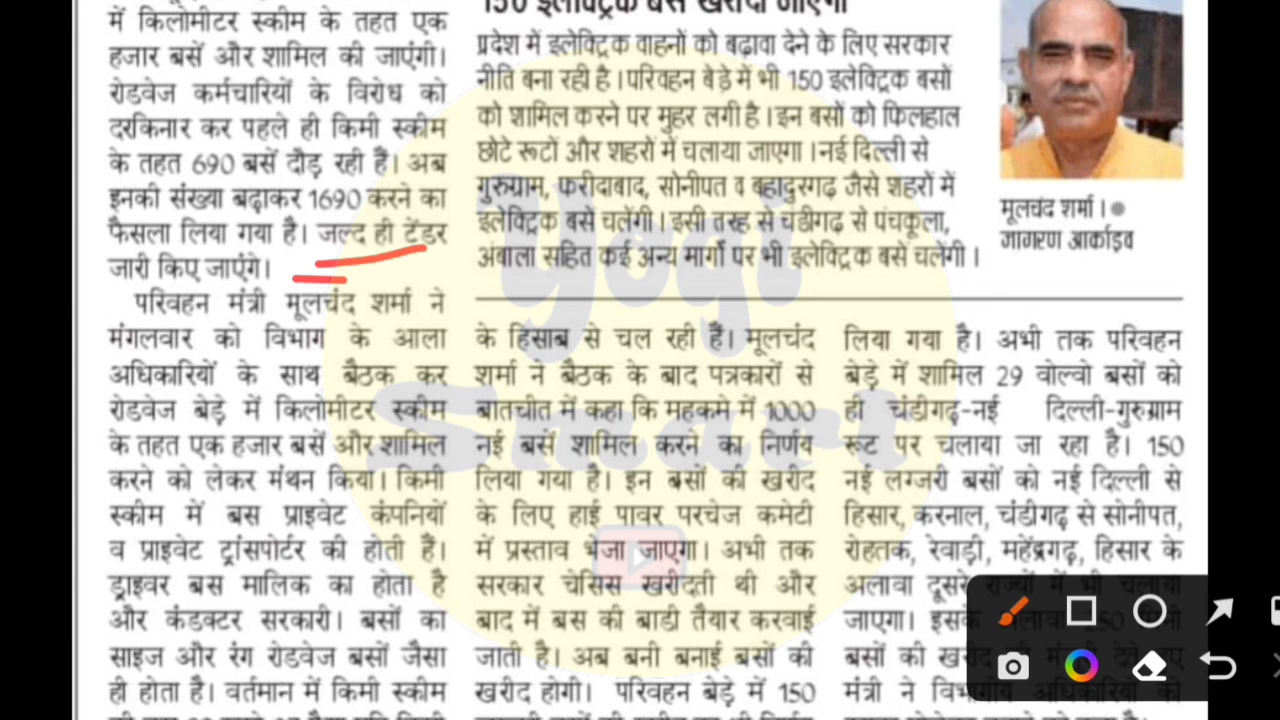 में किलोमीटर स्कीम के तहत एक
हजार बसें और शामिल की जाएंगी।
रोडवेज कर्मचारियों के विरोध को
दरकिनार कर पहले ही किमी स्कीम
के तहत 690 बसें दौड़ रही हैं। अब
इनकी संख्या बढ़ाकर 1690 करने का
फैसला लिया गया है। जल्द ही टेंडर
जारी किए जाएंगे।
परिवहन मंत्री मूलचंद शर्मा ने
मंगलवार को विभाग के आला
अधिकारियों के साथ बैठक कर
रोडवेज बेड़े में किलोमीटर स्कीम
के तहत एक हजार बसें और शामिल
करने को लेकर मंथन किया। किमी
स्कीम में बस प्राइवेट कंपनियों
व प्राइवेट ट्रांसपोर्टर की होती हैं।
ड्राइवर बस मालिक का होता है
और कंडक्टर सरकारी। बसों का
साइज और रंग रोडवेज बसों जैसा
ही होता है। वर्तमान में किमी स्कीम
150 इलेक्ट्रिक बसें खरीदी जाएंगी
प्रदेश में इलेक्ट्रिक वाहनों को बढ़ावा देने के लिए सरकार
नीति बना रही है। परिवहन बेड़े में भी 150 इलेक्ट्रिक बसों
को शामिल करने पर मुहर लगी है। इन बसों को फिलहाल
छोटे रूटों और शहरों में चलाया जाएगा। नई दिल्ली से
गुरुग्राम, फरीदाबाद, सोनीपत व बहादुरगढ़ जैसे शहरों में
इलेक्ट्रिक बसें चलेंगी। इसी तरह से चंडीगढ़ से पंचकूला,
अंबाला सहित कई अन्य मार्गों पर भी इलेक्ट्रिक बसें चलेंगी।
मूलचंद शर्मा। ●
जागरण आर्काइव
के हिसाब से चल रही हैं। मूलचंद
शर्मा ने बैठक के बाद पत्रकारों से
बातचीत में कहा कि महकमे में 1000
नई बसें शामिल करने का निर्णय
लिया गया है। इन बसों की खरीद
के लिए हाई पावर परचेज कमेटी
में प्रस्ताव भेजा जाएगा। अभी तक
सरकार चेसिस खरीदती थी और
बाद में बस की बाडी तैयार करवाई
जाती है। अब बनी बनाई बसों की
खरीद होगी। परिवहन बेड़े में 150
लिया गया है। अभी तक परिवहन
बेड़े में शामिल 29 वोल्वो बसों को
ही चंडीगढ़-नई दिल्ली-गुरुग्राम
रूट पर चलाया जा रहा है। 150
नई लग्जरी बसों को नई दिल्ली से
हिसार, करनाल, चंडीगढ़ से सोनीपत,
रोहतक, रेवाड़ी, महेंद्रगढ़, हिसार के
अलावा दूसरे राज्यों में भी चलाया
जाएगा। इसके अलावा 250
बसों की खरीद की मंजूरी देते हुए
मंत्री ने विभागीय अधिकारियों को
Yogi
Smart